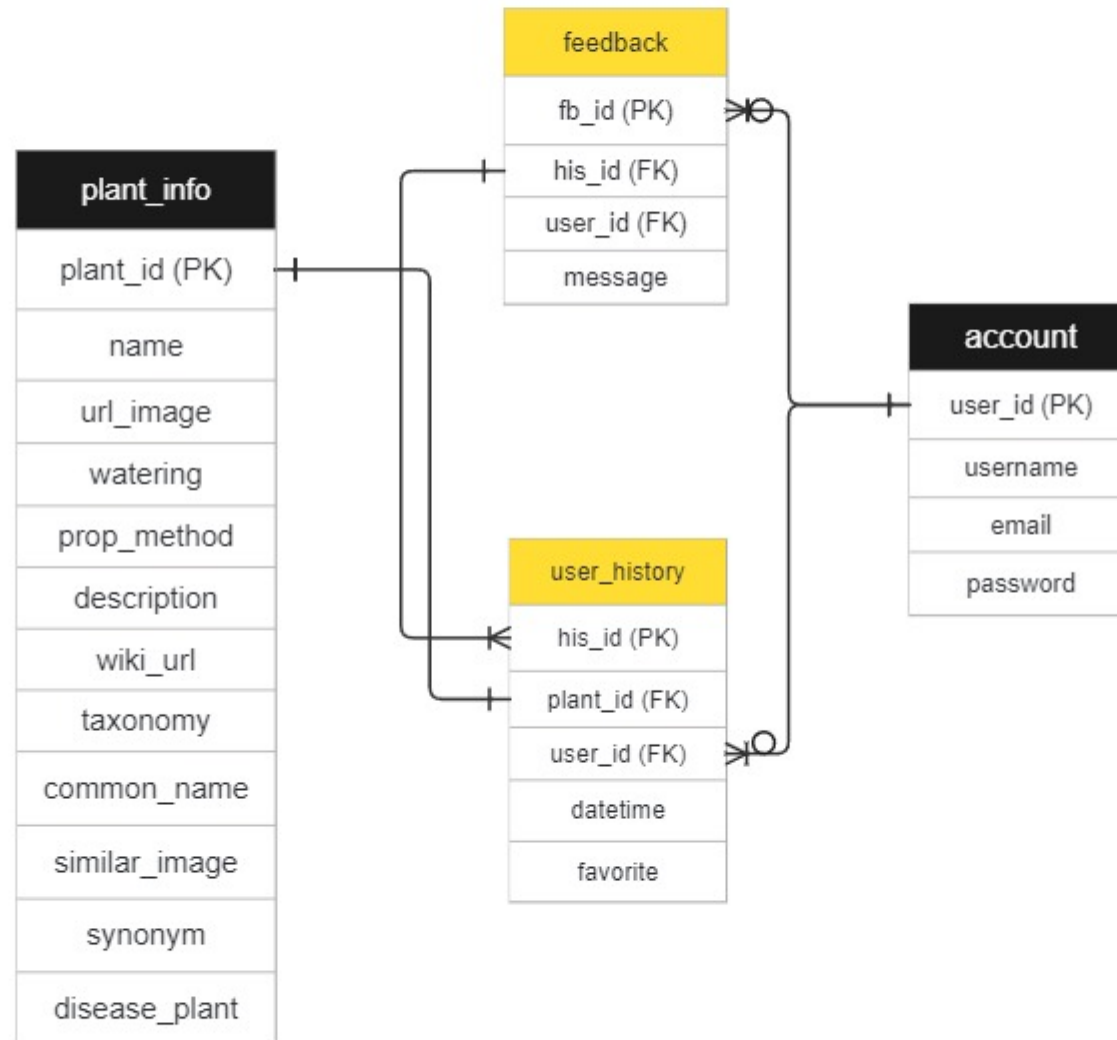 feedback
fb_id (PK)
his_id (FK)
user_id (FK)
message
plant_info
plant_id (PK)
name
url_image
watering
prop_method
description
wiki_url
taxonomy
common_name
similar_image
synonym
disease_plant
account
user_id (PK)
username
email
password
user_history
his_id (PK)
plant_id (FK)
user_id (FK)
datetime
favorite